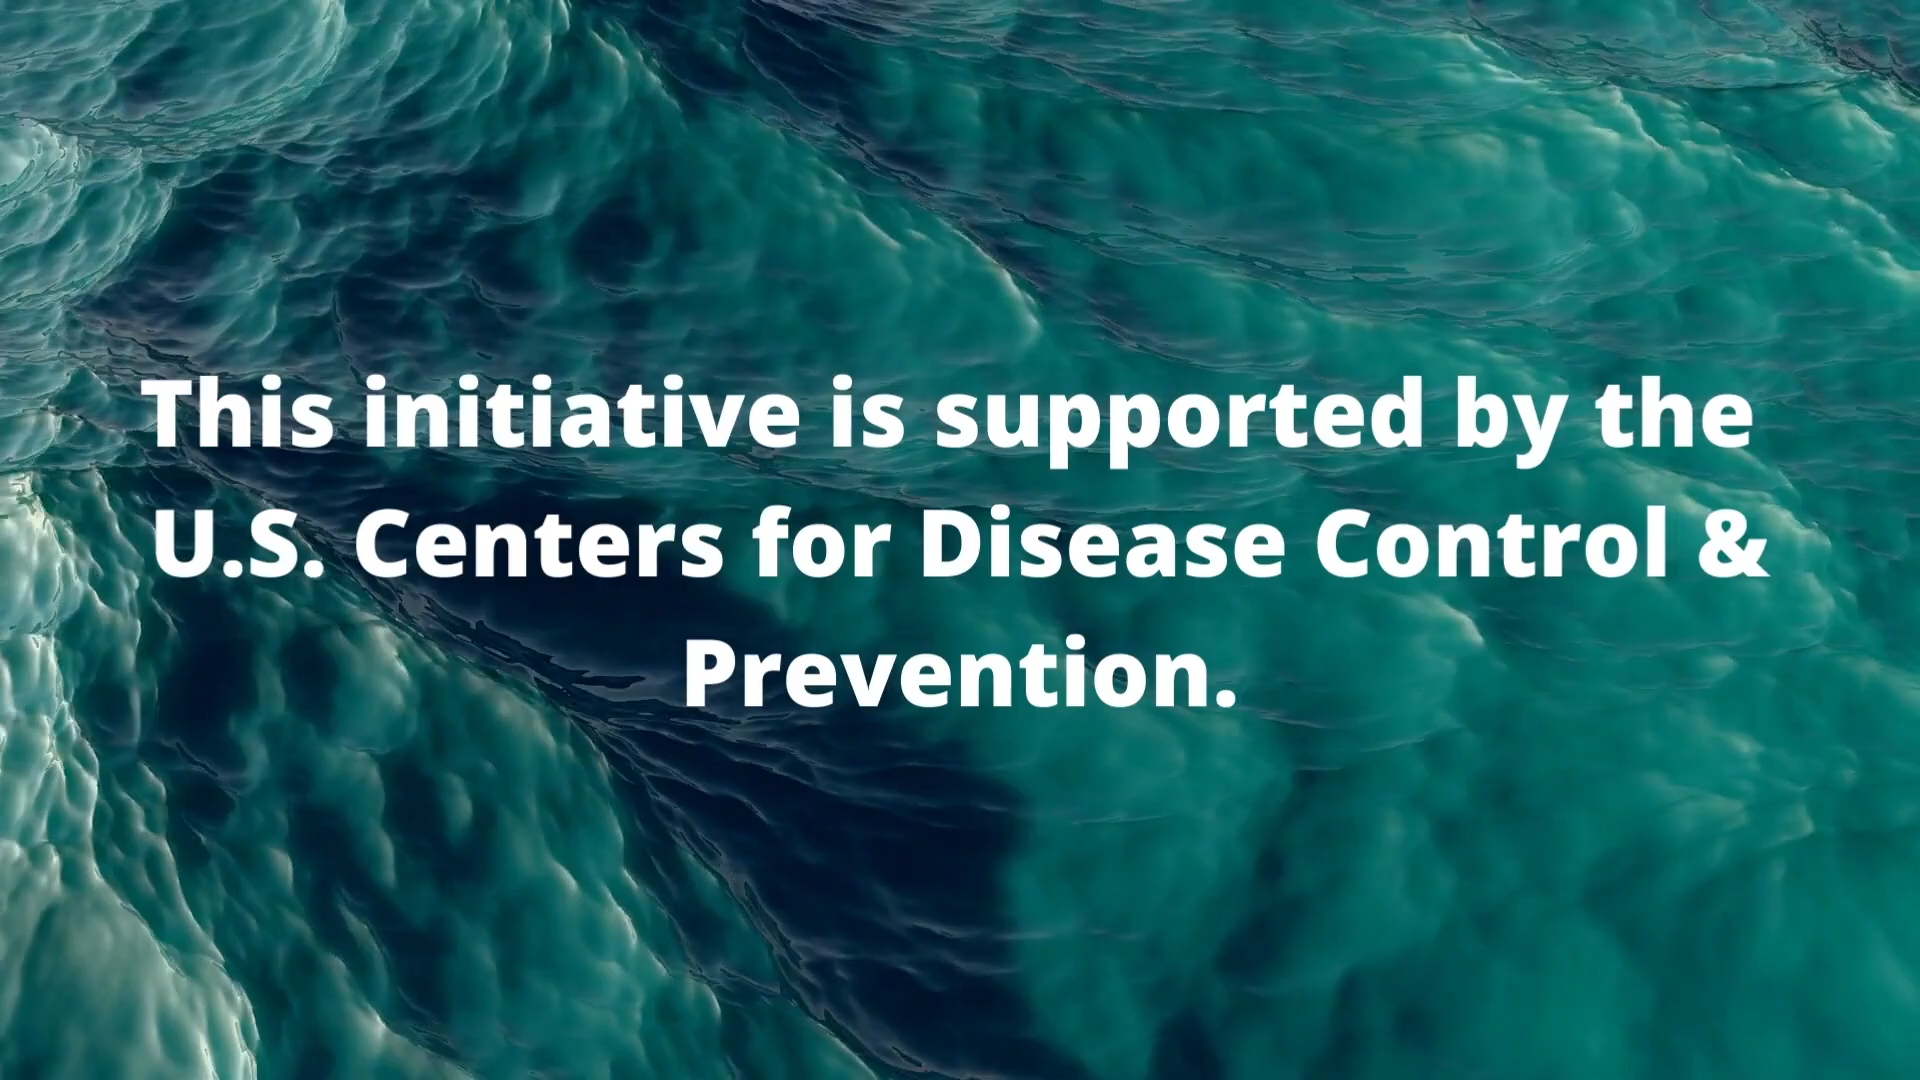 This initiative is supported by the
U.S. Centers for Disease Control &
Prevention.